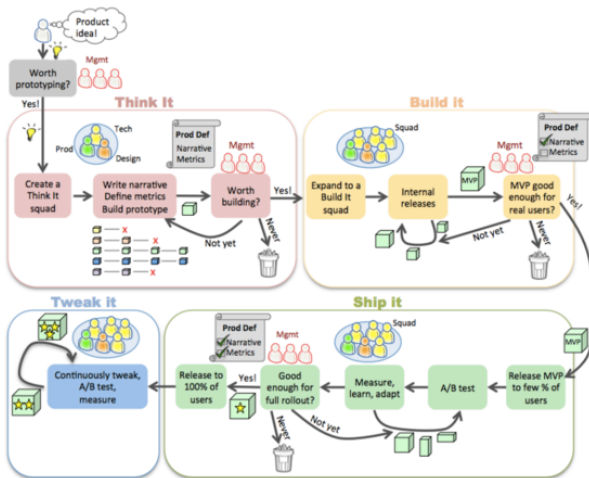 Product
idea!
Mgmt
Worth
prototyping?
Yes!
Think It
Tech
Prod
Design
Prod Def
Narrative
Metrics
Mgmt
Create a
Think It
squad
Write narrative
Define metrics
Build prototype
Worth
building?
Yes!
Not yet
Never
x
x
x
x
Build it
Squad
Mgmt
Prod Def
Narrative
Metrics
Expand to a
Build It
squad
Internal
releases
MVP
MVP good
enough for
real users?
Yes!
Not yet
Never
Tweak it
Continuously tweak,
A/B test,
measure
Ship it
Prod Def
Narrative
Metrics
Mgmt
Squad
MVP
Release to
100% of
users
Yes!
Good
enough for
full rollout?
Measure,
learn, adapt
A/B test
Release MVP
to few % of
users
Not yet
Never